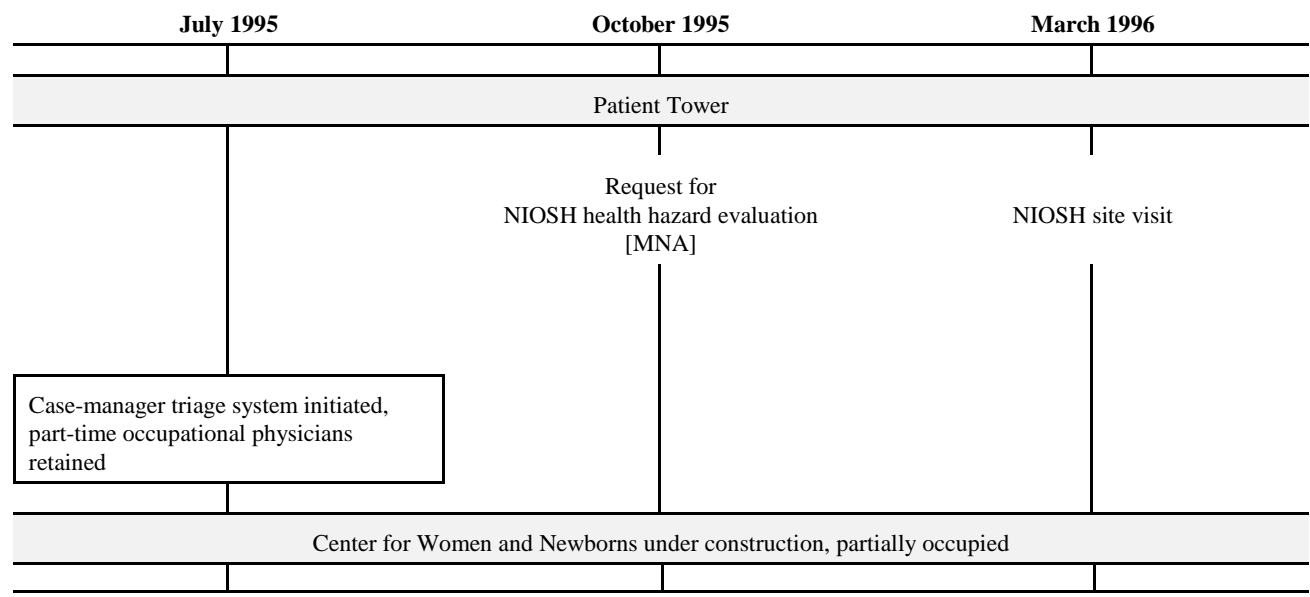 July 1995
October 1995
March 1996
Patient Tower
Request for
NIOSH health hazard evaluation
[MNA]
NIOSH site visit
Case-manager triage system initiated,
part-time occupational physicians
retained
Center for Women and Newborns under construction, partially occupied